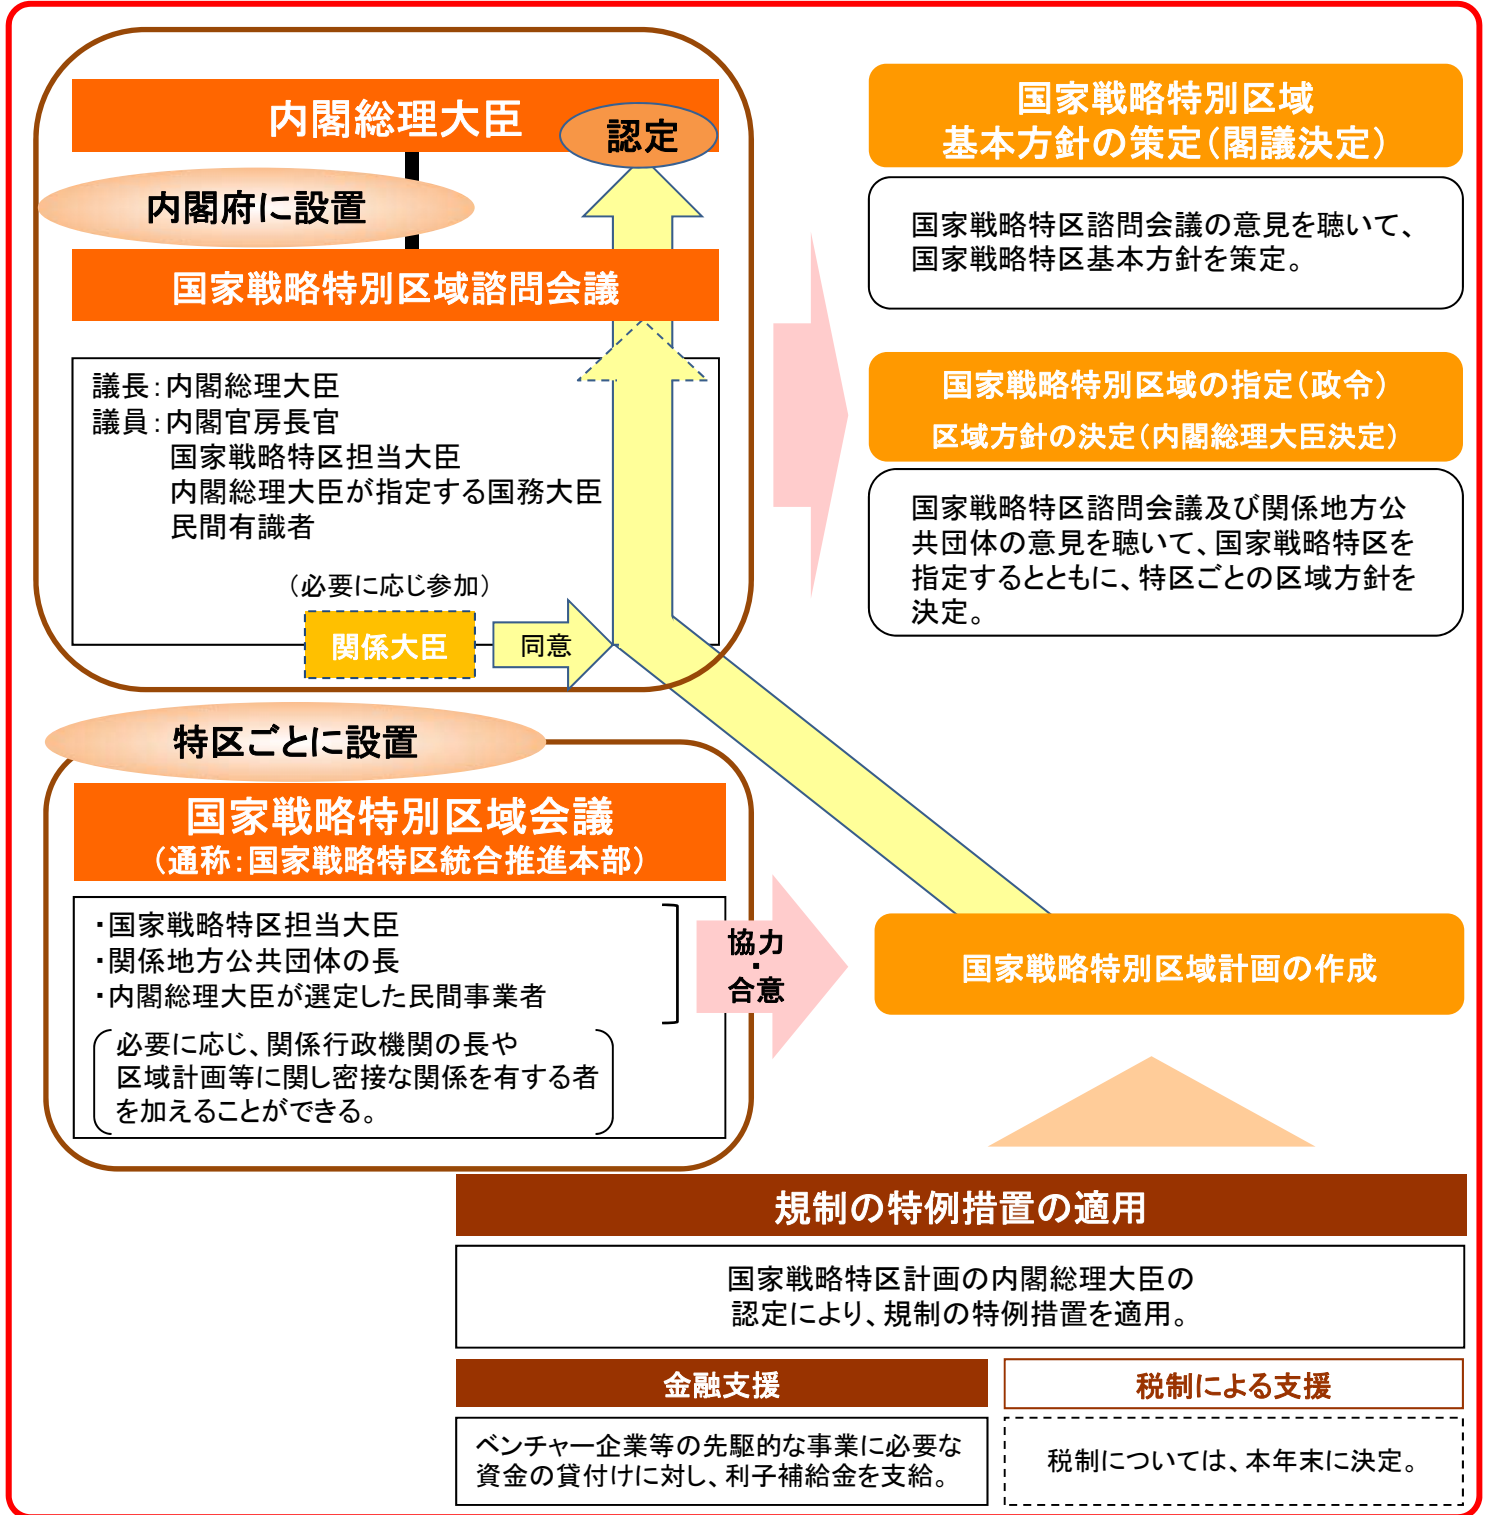 内閣総理大臣
認定
内閣府に設置
国家戦略特別区域諮問会議
議長：内閣総理大臣
議員：内閣官房長官
国家戦略特区担当大臣
内閣総理大臣が指定する国務大臣
民間有識者
（必要に応じ参加）
関係大臣
同意
国家戦略特別区域
基本方針の策定（閣議決定）
国家戦略特区諮問会議の意見を聴いて、
国家戦略特区基本方針を策定。
国家戦略特別区域の指定（政令）
区域方針の決定（内閣総理大臣決定）
国家戦略特区諮問会議及び関係地方公
共団体の意見を聴いて、国家戦略特区を
指定するとともに、特区ごとの区域方針を
決定。
特区ごとに設置
国家戦略特別区域会議
（通称：国家戦略特区統合推進本部）
・国家戦略特区担当大臣
・関係地方公共団体の長
・内閣総理大臣が選定した民間事業者
必要に応じ、関係行政機関の長や
区域計画等に関し密接な関係を有する者
を加えることができる。
協力
・
合意
国家戦略特別区域計画の作成
規制の特例措置の適用
国家戦略特区計画の内閣総理大臣の
認定により、規制の特例措置を適用。
金融支援
ベンチャー企業等の先駆的な事業に必要な
資金の貸付けに対し、利子補給金を支給。
税制による支援
税制については、本年末に決定。